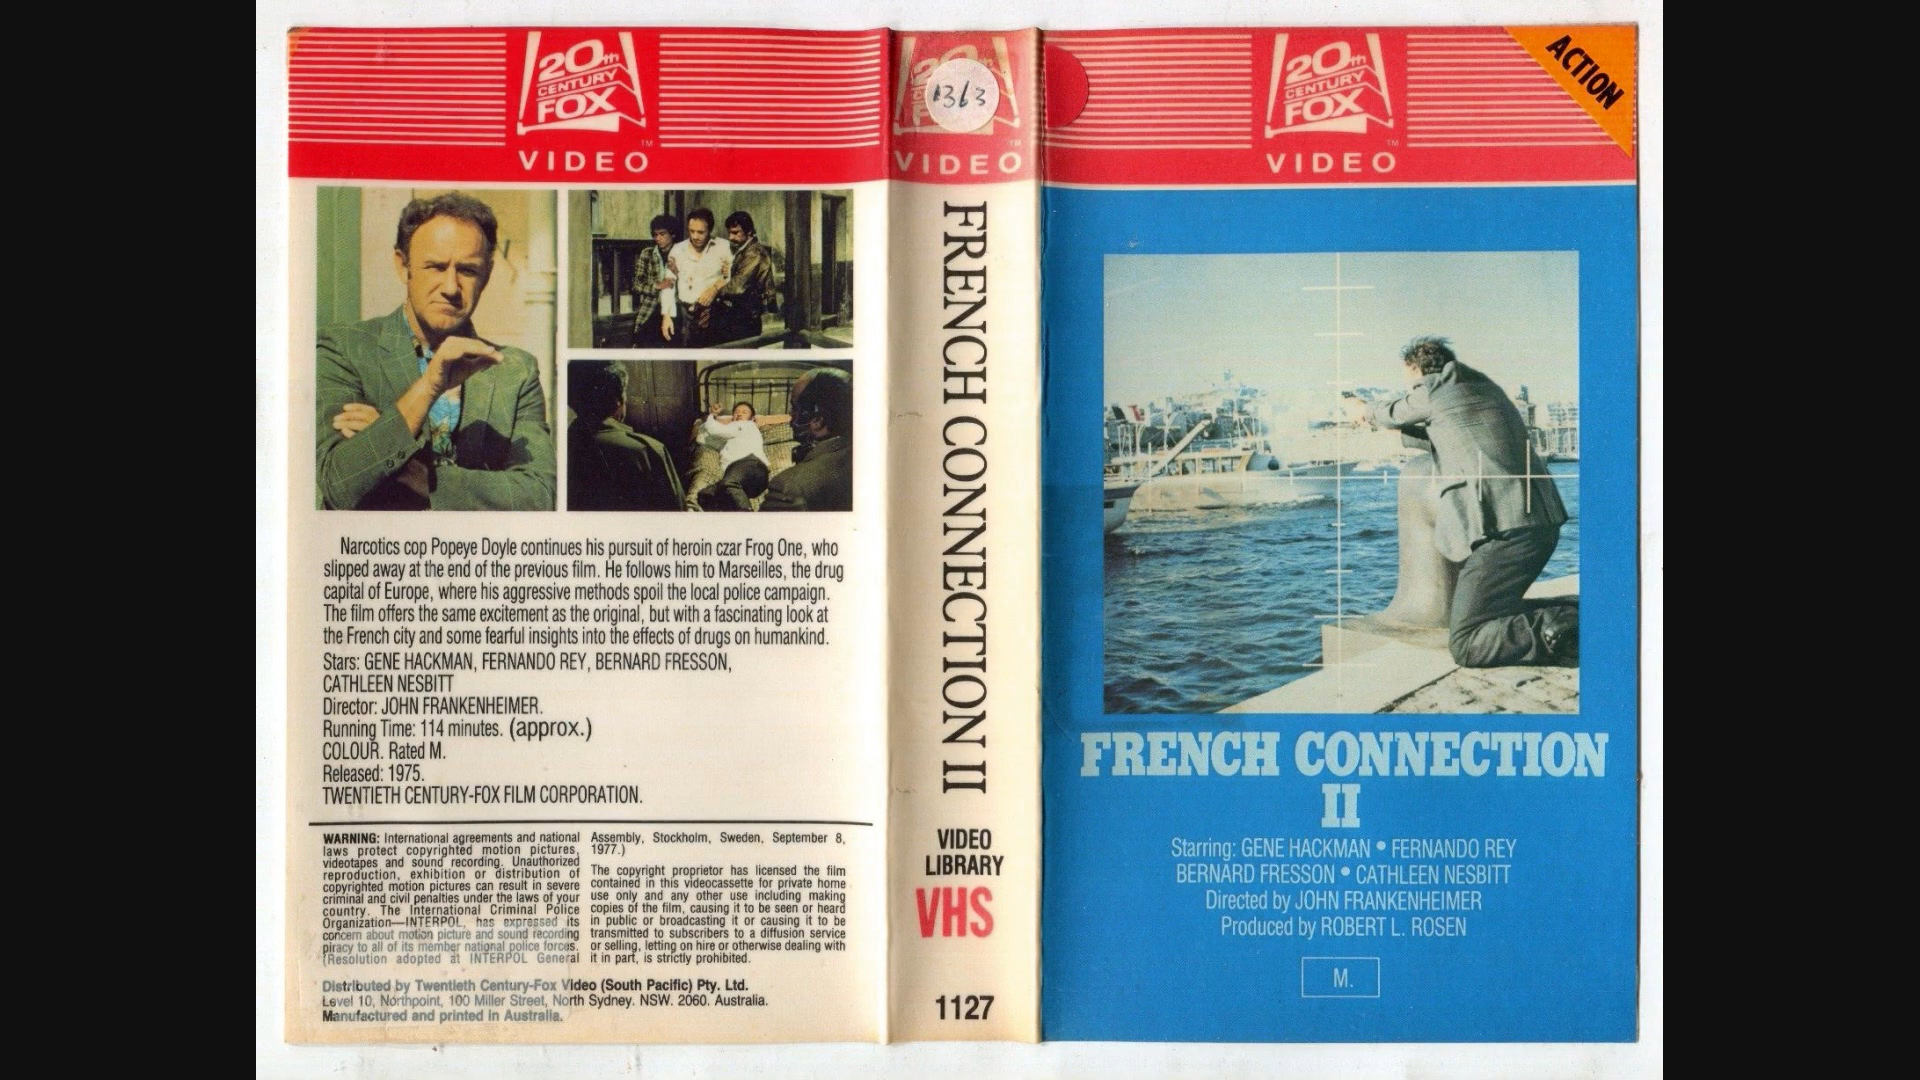 20th
CENTURY
FOX
TM
VIDEO
Narcotics cop Popeye Doyle continues his pursuit of heroin czar Frog One, who
slipped away at the end of the previous film. He follows him to Marseilles, the drug
capital of Europe, where his aggressive methods spoil the local police campaign.
The film offers the same excitement as the original, but with a fascinating look at
the French city and some fearful insights into the effects of drugs on humankind.
Stars: GENE HACKMAN, FERNANDO REY, BERNARD FRESSON,
CATHLEEN NESBITT
Director: JOHN FRANKENHEIMER.
Running Time: 114 minutes. (approx.)
COLOUR. Rated M.
Released: 1975.
TWENTIETH CENTURY-FOX FILM CORPORATION.
WARNING: International agreements and national
laws protect copyrighted motion pictures,
videotapes and sound recording. Unauthorized
reproduction, exhibition or distribution of
copyrighted motion pictures can result in severe
criminal and civil penalties under the laws of your
country. The International Criminal Police
Organization—INTERPOL, has expressed its
concern about motion picture and sound recording
piracy to all of its member national police forces.
(Resolution adopted at INTERPOL General
Assembly, Stockholm, Sweden, September 8,
1977.)
The copyright proprietor has licensed the film
contained in this videocassette for private home
use only and any other use including making
copies of the film, causing it to be seen or heard
in public or broadcasting it or causing it to be
transmitted to subscribers to a diffusion service
or selling, letting on hire or otherwise dealing with
it in part, is strictly prohibited.
Distributed by Twentieth Century-Fox Video (South Pacific) Pty. Ltd.
Level 10, Northpoint, 100 Miller Street, North Sydney. NSW. 2060. Australia.
Manufactured and printed in Australia.
1363
TM
VIDEO
FRENCH CONNECTION II
VIDEO
LIBRARY
VHS
1127
20th
CENTURY
FOX
TM
VIDEO
ACTION
FRENCH CONNECTION
II
Starring: GENE HACKMAN • FERNANDO REY
BERNARD FRESSON • CATHLEEN NESBITT
Directed by JOHN FRANKENHEIMER
Produced by ROBERT L. ROSEN
M.